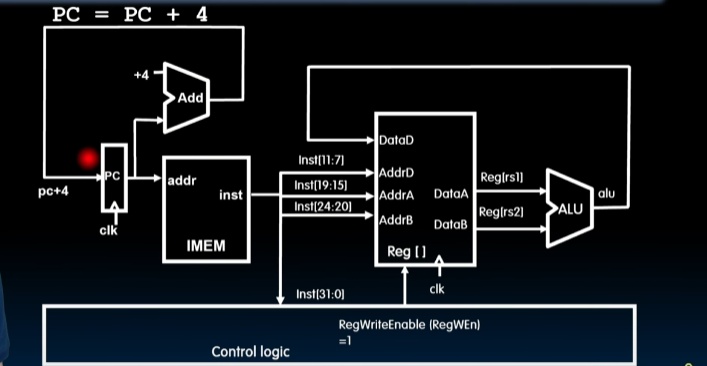 PC = PC + 4
+4
Add
pc+4
PC
clk
addr
inst
IMEM
Inst[11:7]
Inst[19:15]
Inst[24:20]
Inst[31:0]
DataD
AddrD
AddrA
AddrB
DataA
DataB
Reg []
clk
Reg[rs1]
Reg[rs2]
ALU
alu
RegWriteEnable (RegWEn)
=1
Control logic